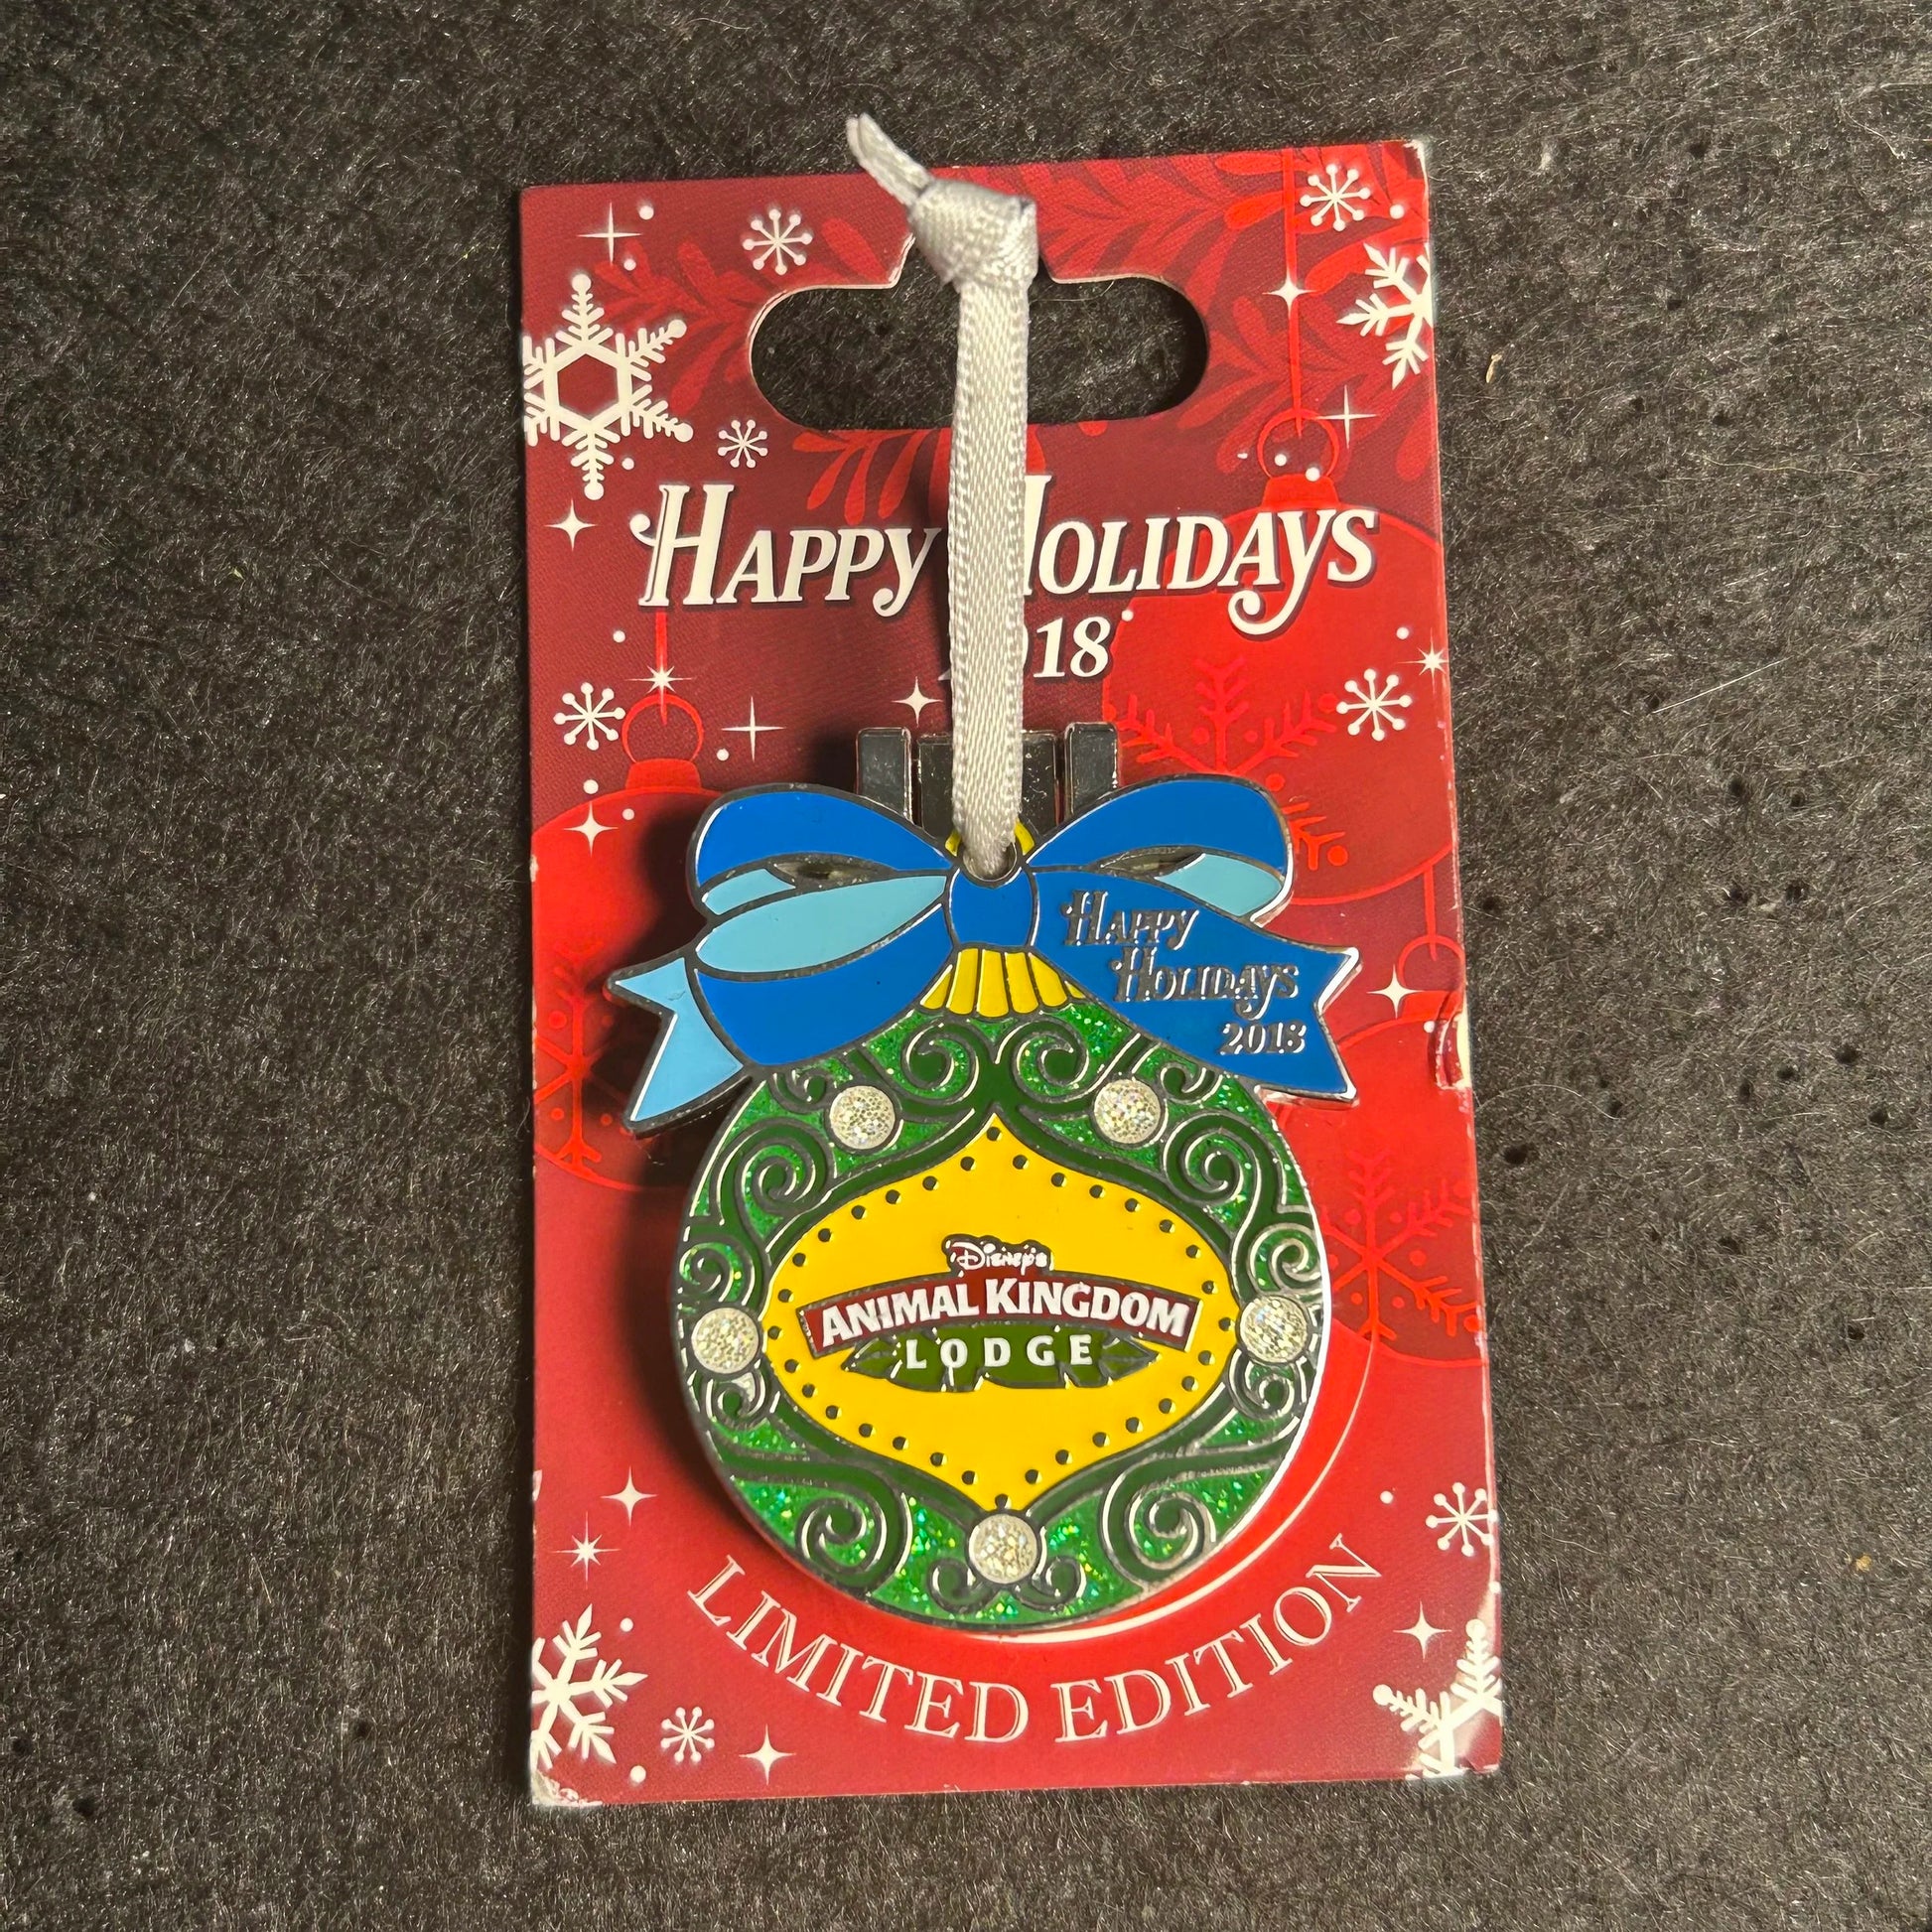 HAPPY HOLIDAYS
2018
HAPPY
HOLIDAYS
2018
Disney's
ANIMAL KINGDOM
LODGE
LIMITED EDITION